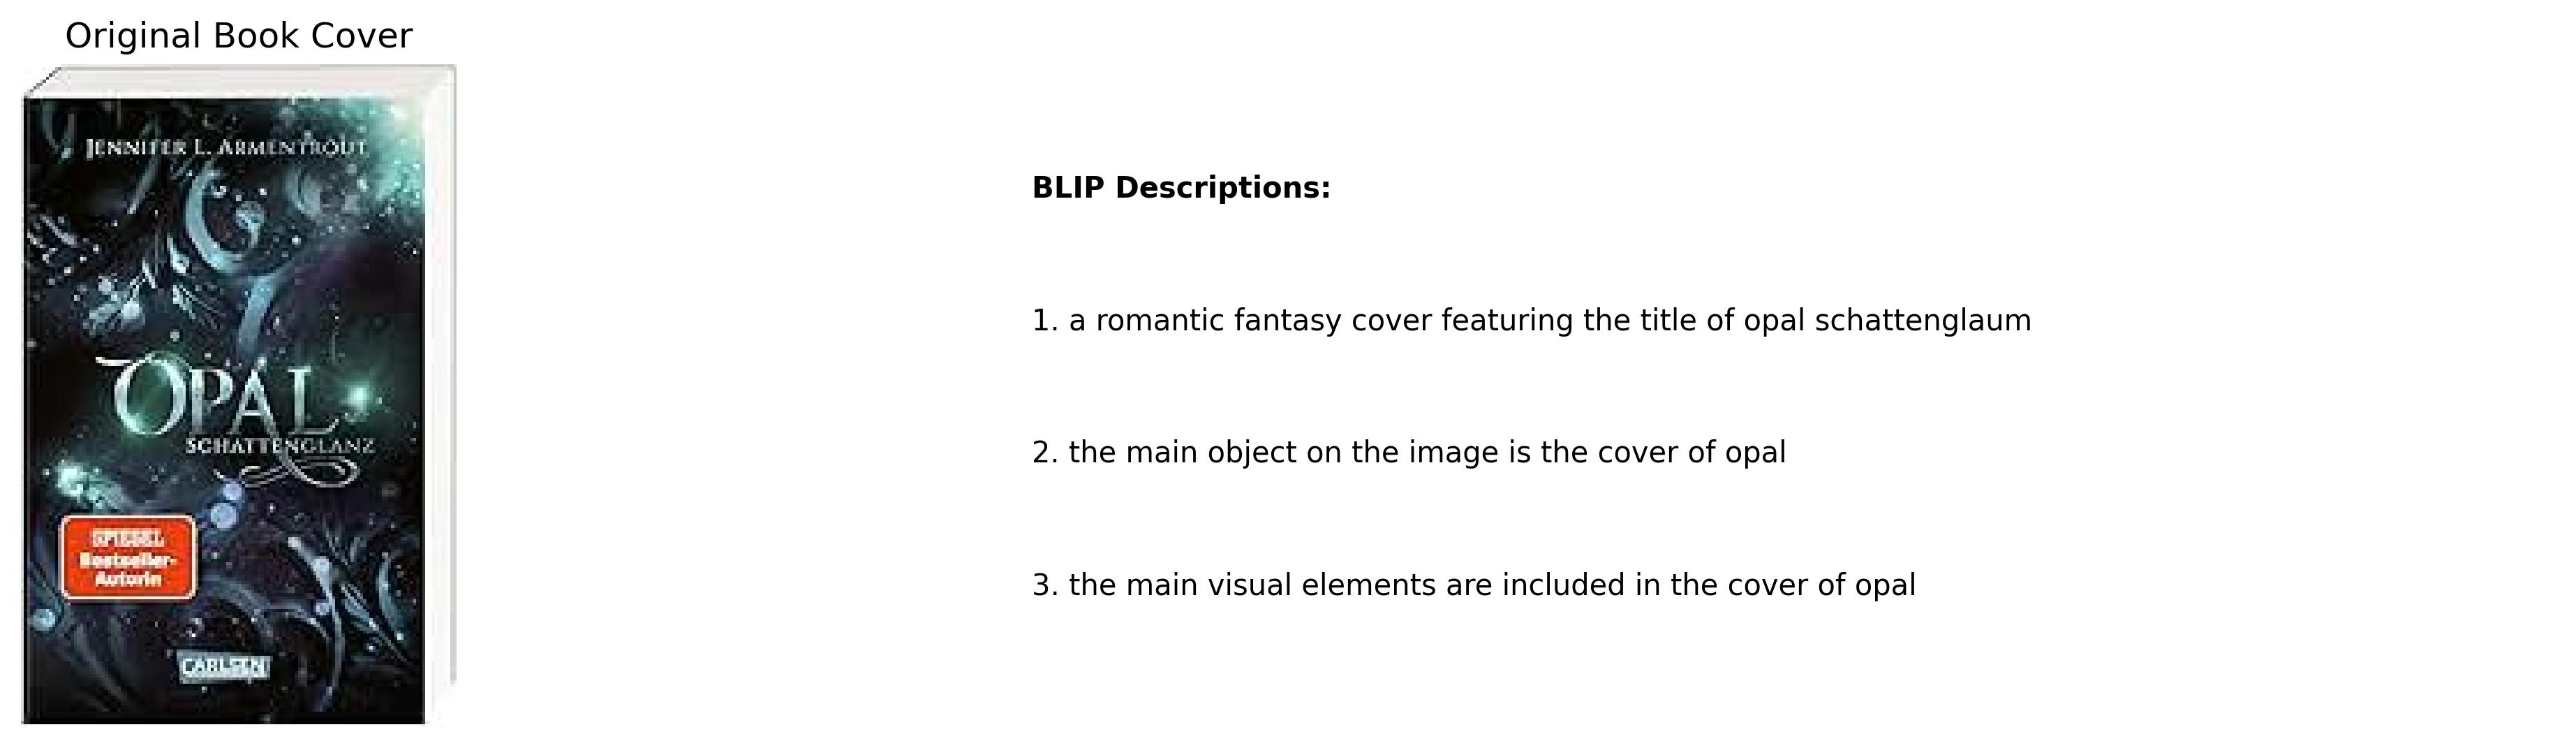 Original Book Cover
JENNIFER L. ARMENTROUT
OPAL
SCHATTENGLANZ
SPIEGEL
Bestseller-
Autorin
CARLSEN
BLIP Descriptions:
1. a romantic fantasy cover featuring the title of opal schattenglaum
2. the main object on the image is the cover of opal
3. the main visual elements are included in the cover of opal